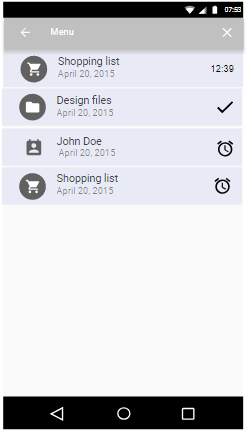 07:53
Menu
Shopping list
April 20, 2015
12:39
Design files
April 20, 2015
John Doe
April 20, 2015
Shopping list
April 20, 2015